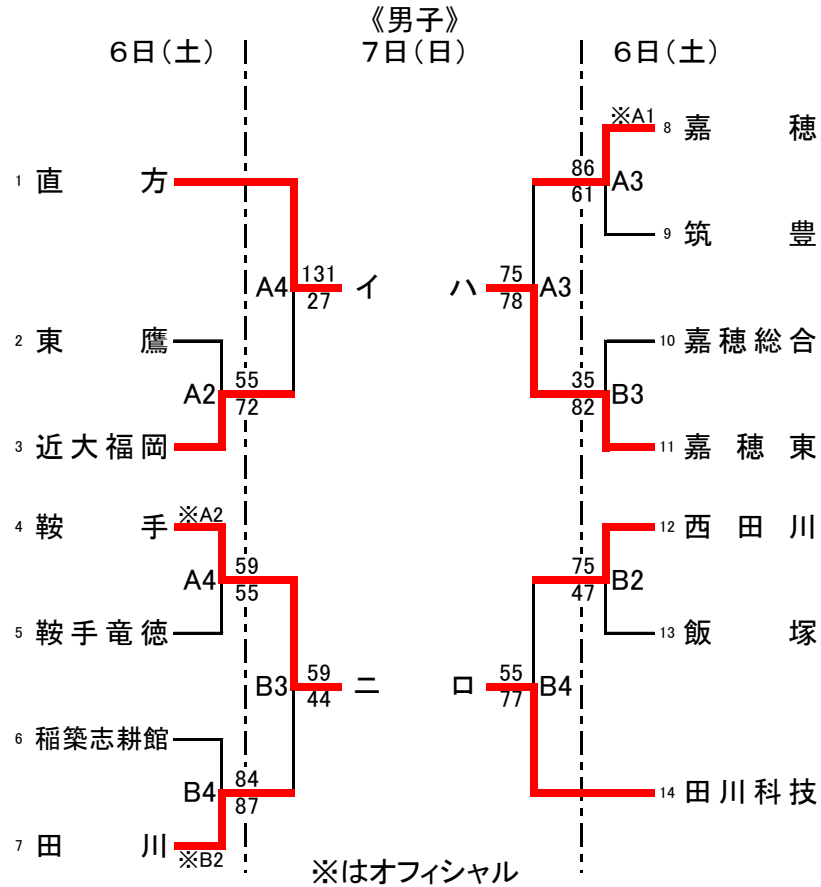 《男子》
6日(土)
7日(日)
6日(土)
1 直方
2 東鷹
3 近大福岡
4 鞍手
5 鞍手竜徳
6 稲築志耕館
7 田川
※A2
※B2
A2
55
72
A4
59
55
B4
84
87
A4
131
27
イ
B3
59
44
ニ
ハ
75
78
A3
ロ
55
77
B4
86
61
A3
35
82
B3
75
47
B2
※A1
8 嘉穂
9 筑豊
10 嘉穂総合
11 嘉穂東
12 西田川
13 飯塚
14 田川科技
※はオフィシャル